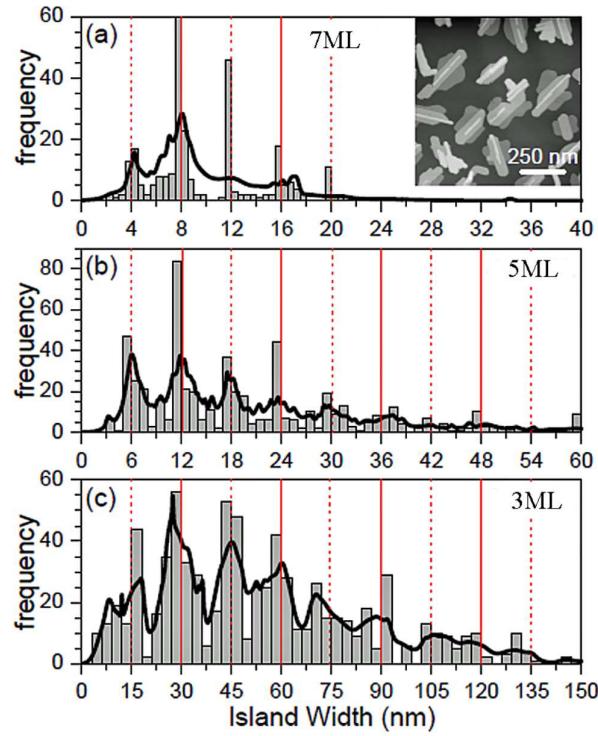 60
(a)
7ML
40
20
0
frequency
250 nm
0 4 8 12 16 20 24 28 32 36 40
80
(b)
5ML
60
40
20
0
frequency
0 6 12 18 24 30 36 42 48 54 60
60
(c)
3ML
40
20
0
frequency
0 15 30 45 60 75 90 105 120 135 150
Island Width (nm)